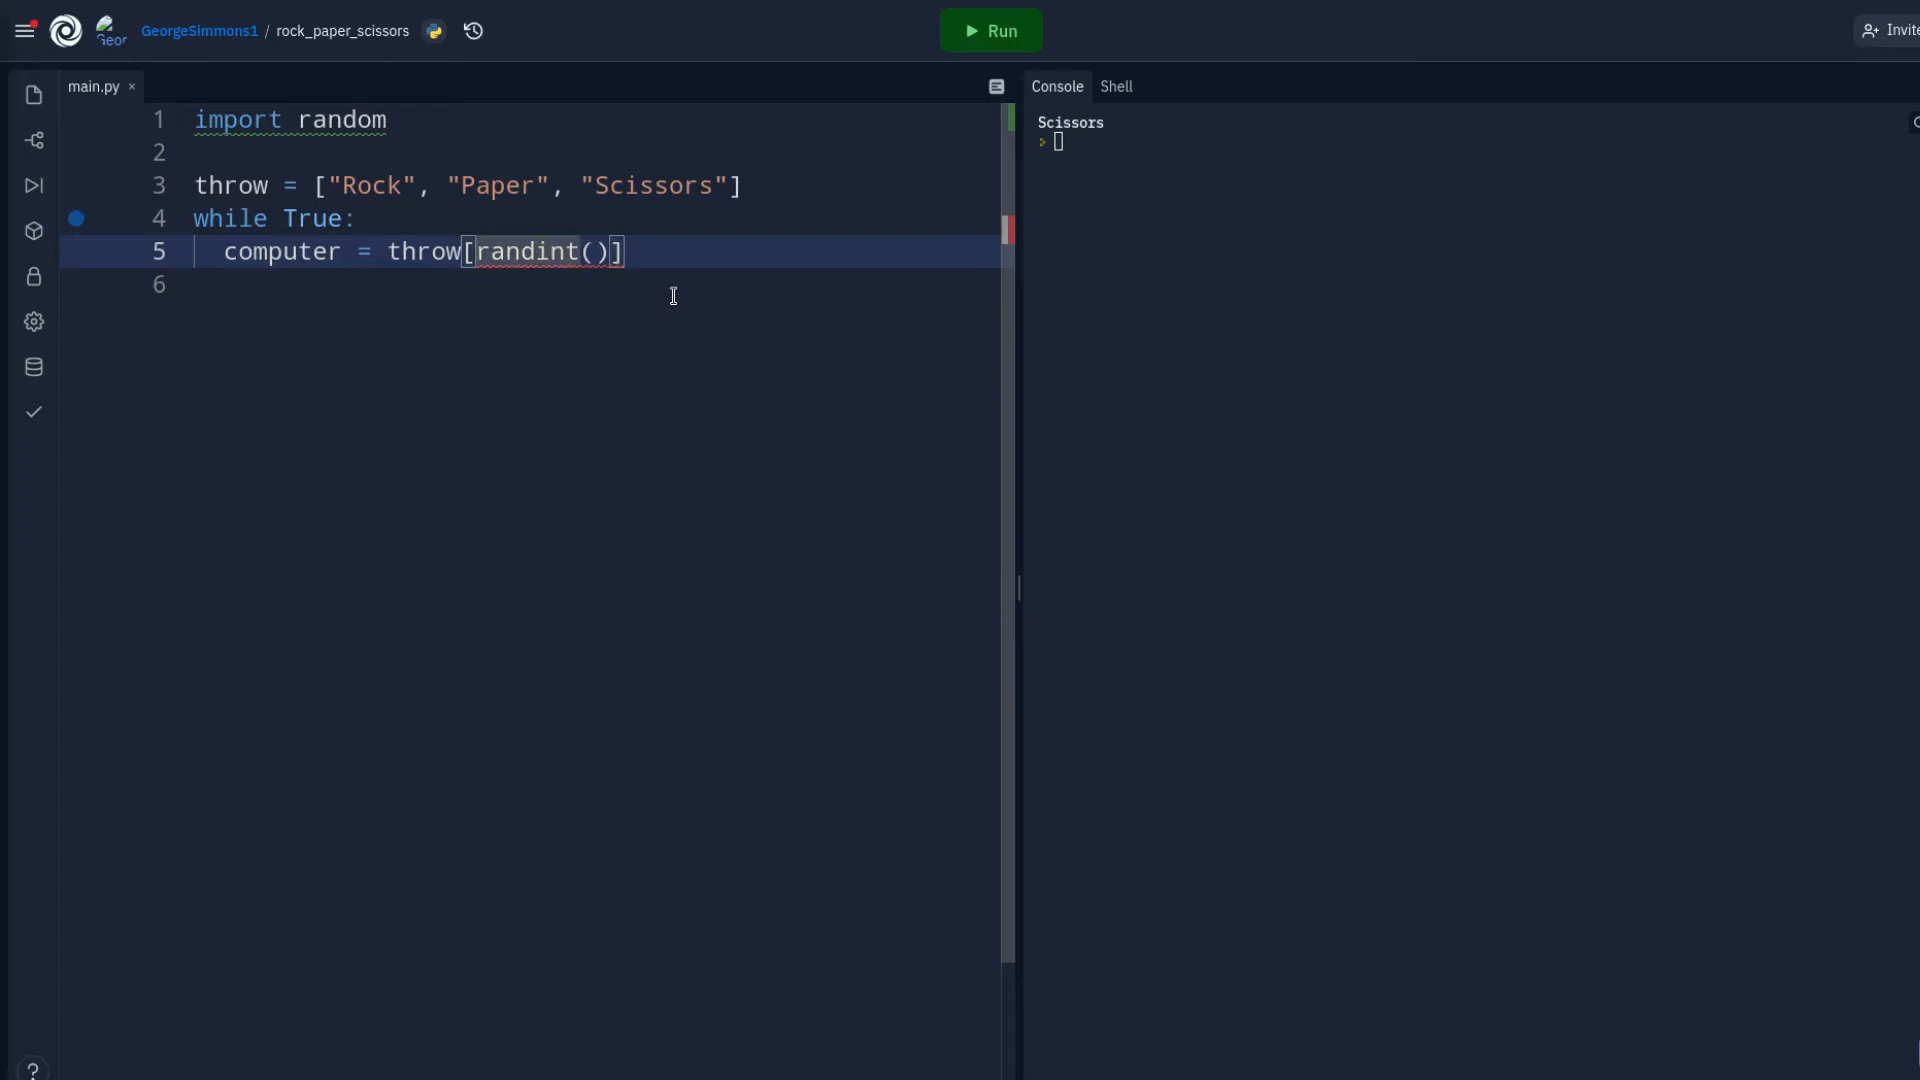 Geor
GeorgeSimmons1 / rock_paper_scissors
Run
Invite
main.py ×
Console Shell
1 import random
2
3 throw = ["Rock", "Paper", "Scissors"]
4 while True:
5 computer = throw[randint()]
6
Scissors
?